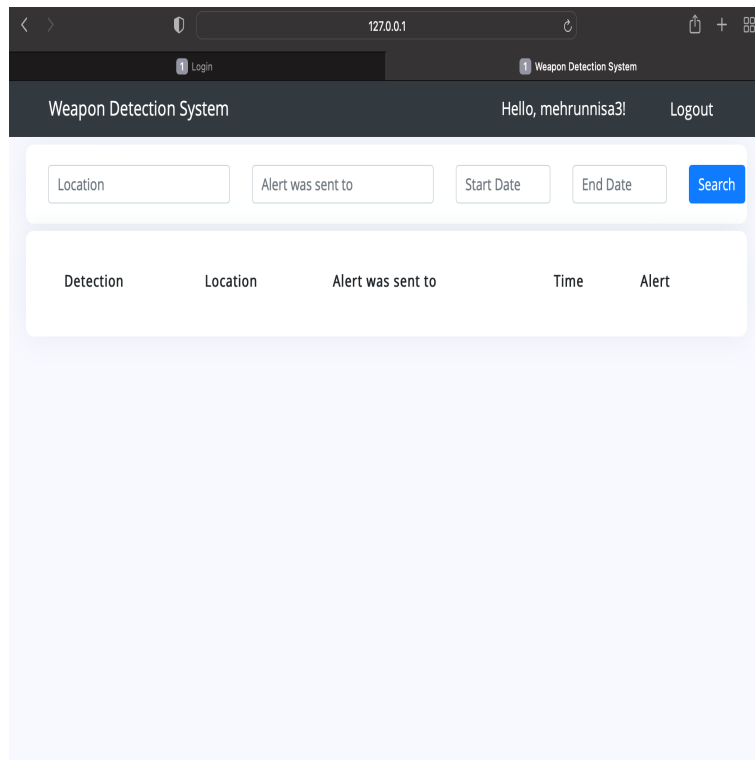 127.0.0.1
1 Login
1 Weapon Detection System
Weapon Detection System Hello, mehrunnisa3! Logout
Location Alert was sent to Start Date End Date Search
Detection Location Alert was sent to Time Alert